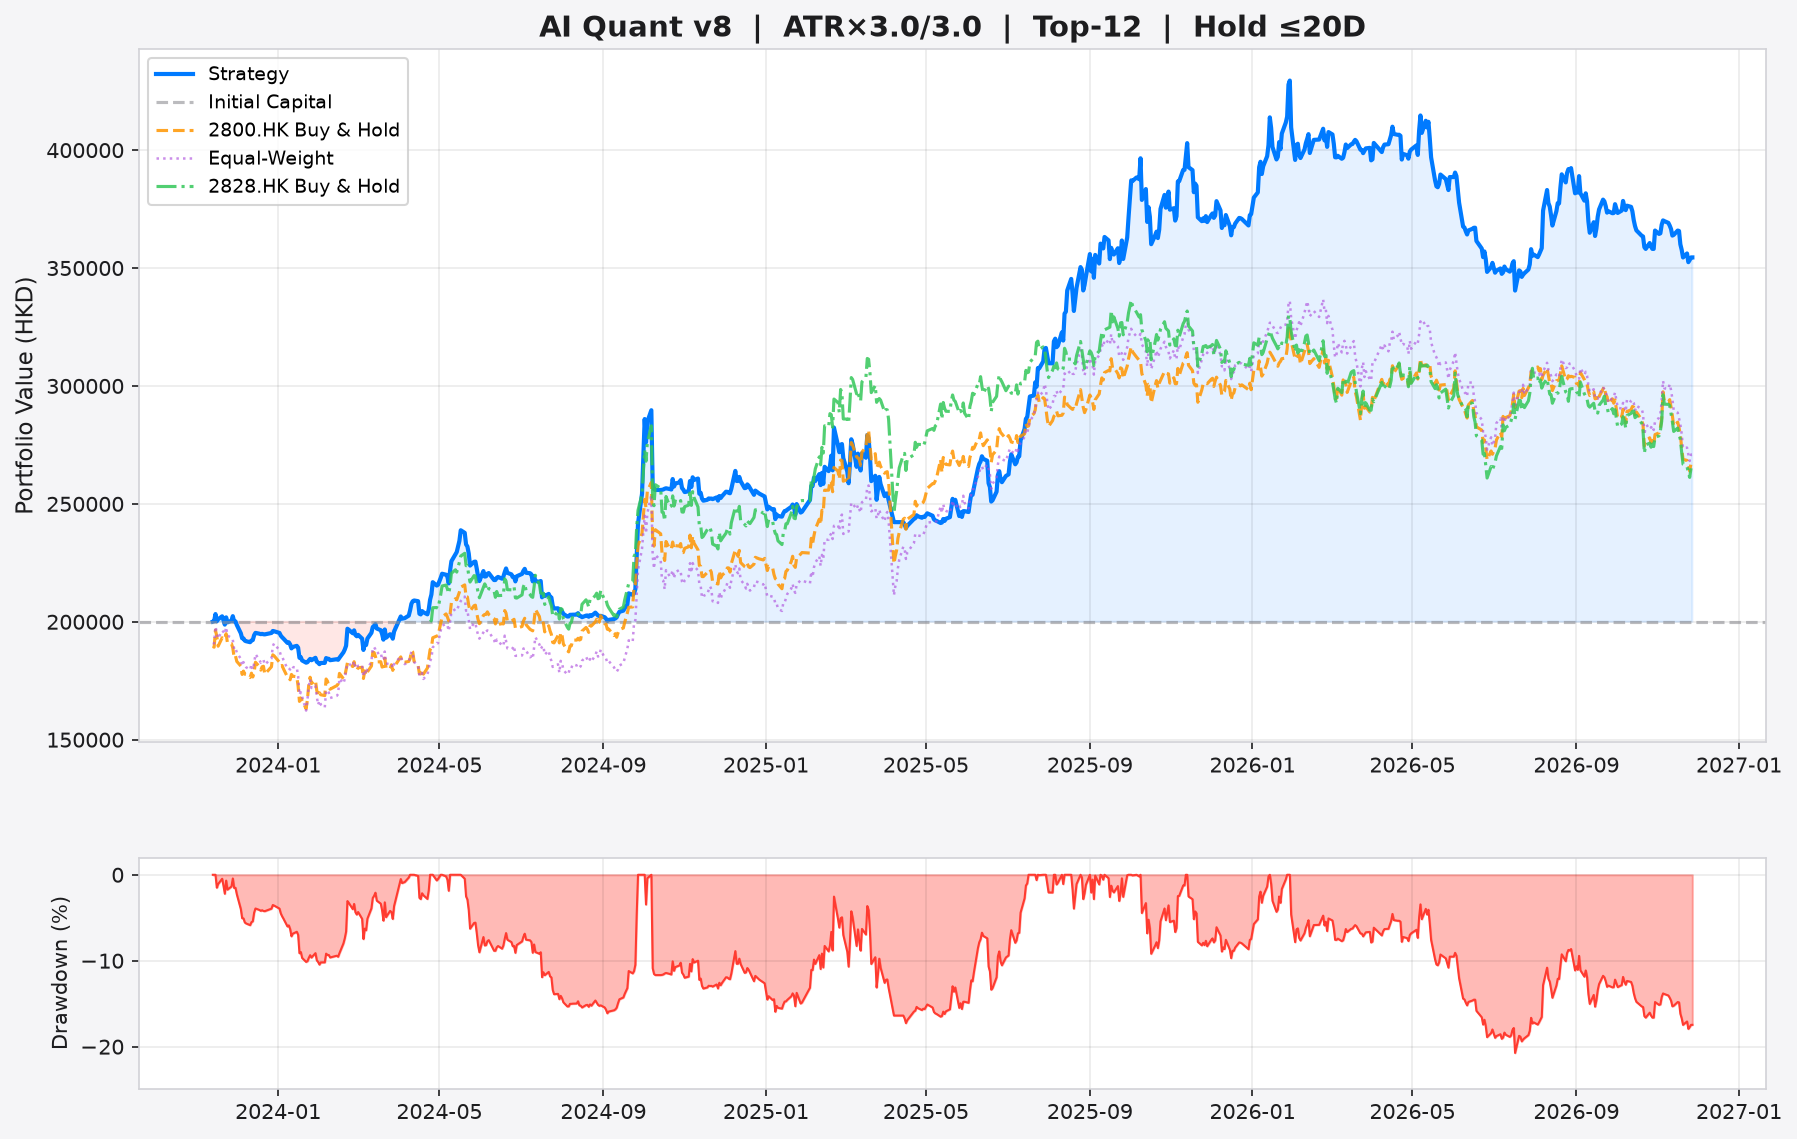 AI Quant v8 | ATR×3.0/3.0 | Top-12 | Hold ≤20D
Strategy
Initial Capital
2800.HK Buy & Hold
Equal-Weight
2828.HK Buy & Hold
Portfolio Value (HKD)
400000
350000
300000
250000
200000
150000
2024-01 2024-05 2024-09 2025-01 2025-05 2025-09 2026-01 2026-05 2026-09 2027-01
Drawdown (%)
0
−10
−20
2024-01 2024-05 2024-09 2025-01 2025-05 2025-09 2026-01 2026-05 2026-09 2027-01